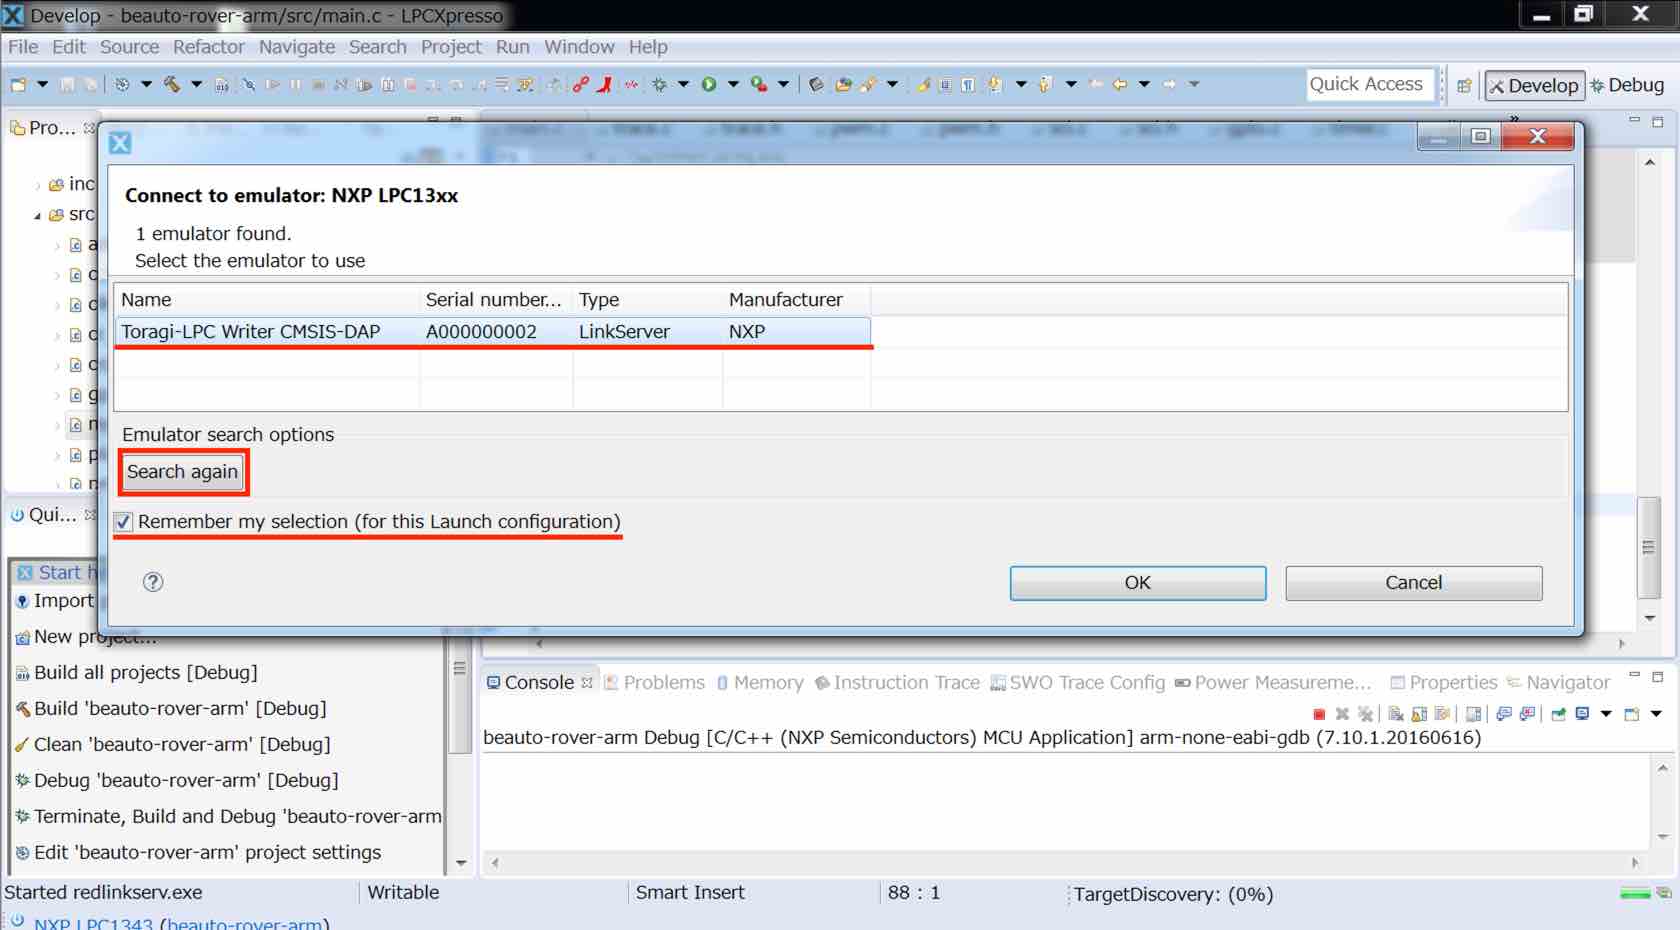 Develop - beauto-rover-arm/src/main.c - LPCXpresso
File Edit Source Refactor Navigate Search Project Run Window Help
Quick Access
Develop
Debug
Pro...
inc
src
Connect to emulator: NXP LPC13xx
1 emulator found.
Select the emulator to use
Name Serial number... Type Manufacturer
Toragi-LPC Writer CMSIS-DAP A000000002 LinkServer NXP
Emulator search options
Search again
Remember my selection (for this Launch configuration)
OK
Cancel
Qui...
Start h
Import
New project...
Build all projects [Debug]
Build 'beauto-rover-arm' [Debug]
Clean 'beauto-rover-arm' [Debug]
Debug 'beauto-rover-arm' [Debug]
Terminate, Build and Debug 'beauto-rover-arm
Edit 'beauto-rover-arm' project settings
Console Problems Memory Instruction Trace SWO Trace Config Power Measureme... Properties Navigator
beauto-rover-arm Debug [C/C++ (NXP Semiconductors) MCU Application] arm-none-eabi-gdb (7.10.1.20160616)
Started redlinkserv.exe
Writable
Smart Insert
88 : 1
TargetDiscovery: (0%)
NXP LPC1343 (beauto-rover-arm)